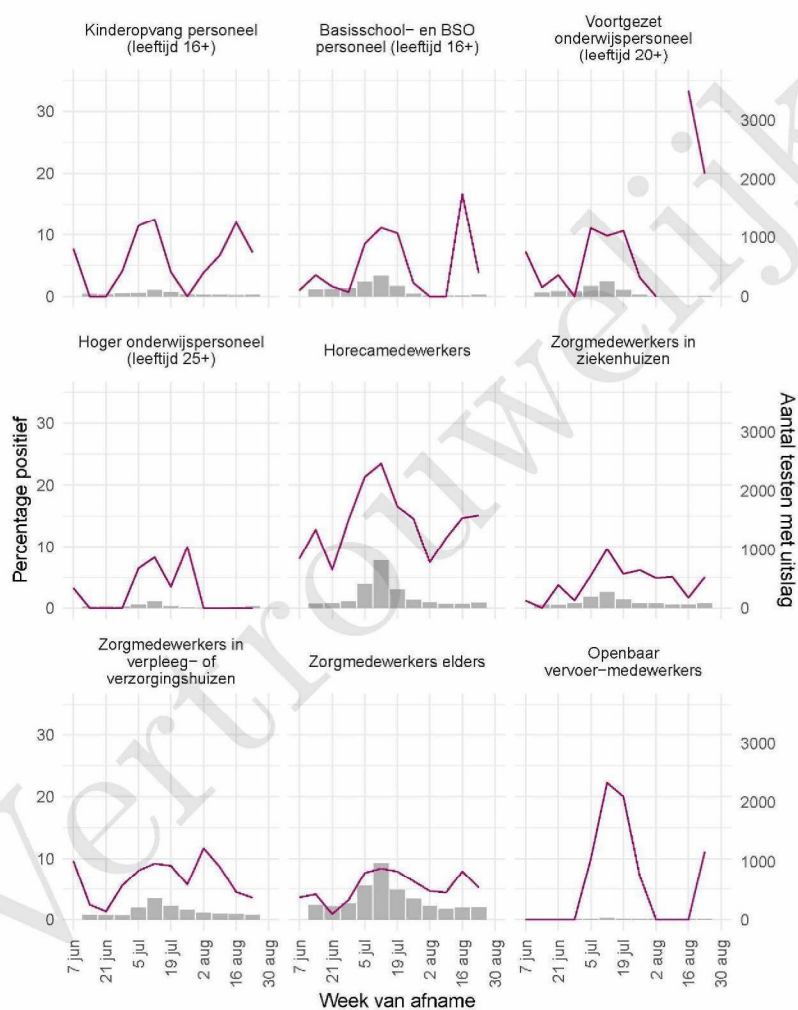 Kinderopvang personeel
(leeftijd 16+)
Basisschool- en BSO
personeel (leeftijd 16+)
Voortgezet
onderwijspersoneel
(leeftijd 20+)
30
20
10
0
3000
2000
1000
0
Hoger onderwijspersoneel
(leeftijd 25+)
Horecamedewerkers
Zorgmedewerkers in
ziekenhuizen
Percentage positief
30
20
10
0
3000
2000
1000
0
Aantal testen met uitslag
Zorgmedewerkers in
verpleeg- of
verzorgingshuizen
Zorgmedewerkers elders
Openbaar
vervoer-medewerkers
30
20
10
0
3000
2000
1000
0
7 jun
21 jun
5 jul
19 jul
2 aug
16 aug
30 aug
7 jun
21 jun
5 jul
19 jul
2 aug
16 aug
30 aug
7 jun
21 jun
5 jul
19 jul
2 aug
16 aug
30 aug
Week van afname
Vertrouwelijk